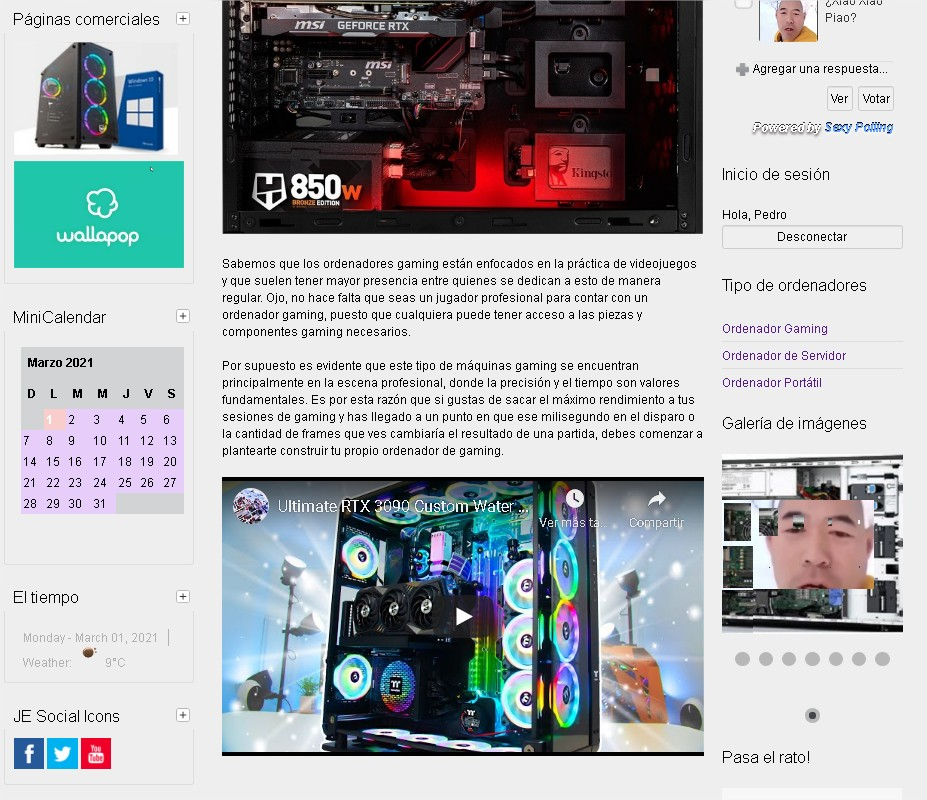 Páginas comerciales
Windows 10
wallapop
MiniCalendar
Marzo 2021
D L M M J V S
1 2 3 4 5 6
7 8 9 10 11 12 13
14 15 16 17 18 19 20
21 22 23 24 25 26 27
28 29 30 31
El tiempo
Monday - March 01, 2021
Weather: 9°C
JE Social Icons
f
You
Tube
msi GEFORCE RTX
msi
850W
BRONZE EDITION
Kingsto
Sabemos que los ordenadores gaming están enfocados en la práctica de videojuegos
y que suelen tener mayor presencia entre quienes se dedican a esto de manera
regular. Ojo, no hace falta que seas un jugador profesional para contar con un
ordenador gaming, puesto que cualquiera puede tener acceso a las piezas y
componentes gaming necesarios.
Por supuesto es evidente que este tipo de máquinas gaming se encuentran
principalmente en la escena profesional, donde la precisión y el tiempo son valores
fundamentales. Es por esta razón que si gustas de sacar el máximo rendimiento a tus
sesiones de gaming y has llegado a un punto en que ese milisegundo en el disparo o
la cantidad de frames que ves cambiaría el resultado de una partida, debes comenzar a
plantearte construir tu propio ordenador de gaming.
Ultimate RTX 3090 Custom Water ...
Ver más ta...
Compartir
¿Xiao Xiao
Piao?
Agregar una respuesta...
Ver Votar
Powered by Sexy Polling
Inicio de sesión
Hola, Pedro
Desconectar
Tipo de ordenadores
Ordenador Gaming
Ordenador de Servidor
Ordenador Portátil
Galería de imágenes
Pasa el rato!